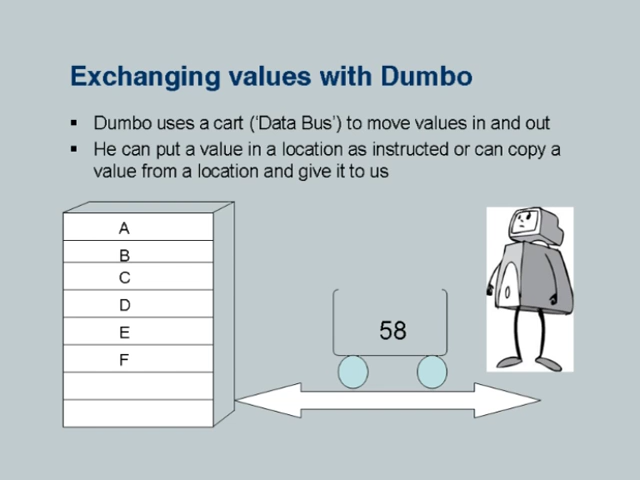 Exchanging values with Dumbo
▪ Dumbo uses a cart (‘Data Bus’) to move values in and out
▪ He can put a value in a location as instructed or can copy a
value from a location and give it to us
A
B
C
D
E
F
58